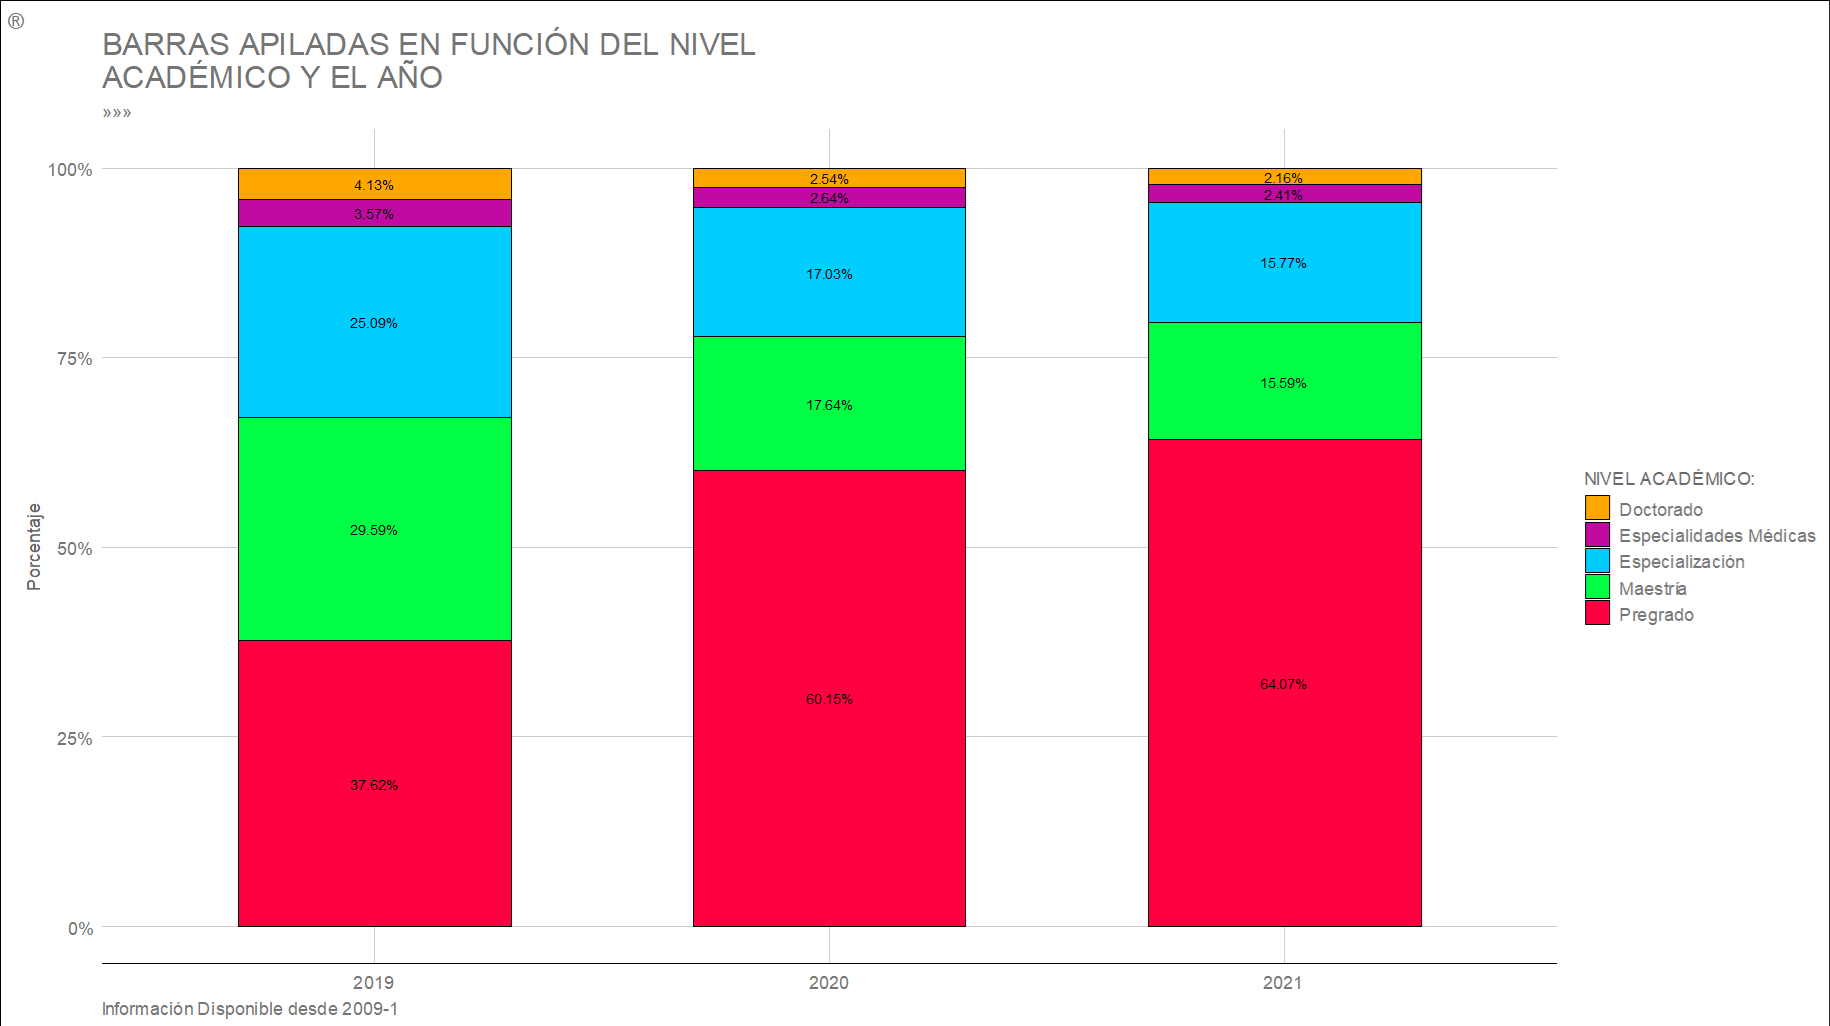 ®
BARRAS APILADAS EN FUNCIÓN DEL NIVEL
ACADÉMICO Y EL AÑO
»»»
100%
75%
50%
25%
0%
Porcentaje
4.13%
3.57%
25.09%
29.59%
37.62%
2.54%
2.64%
17.03%
17.64%
60.15%
2.16%
2.41%
15.77%
15.59%
64.07%
2019
2020
2021
NIVEL ACADÉMICO:
Doctorado
Especialidades Médicas
Especialización
Maestría
Pregrado
Información Disponible desde 2009-1